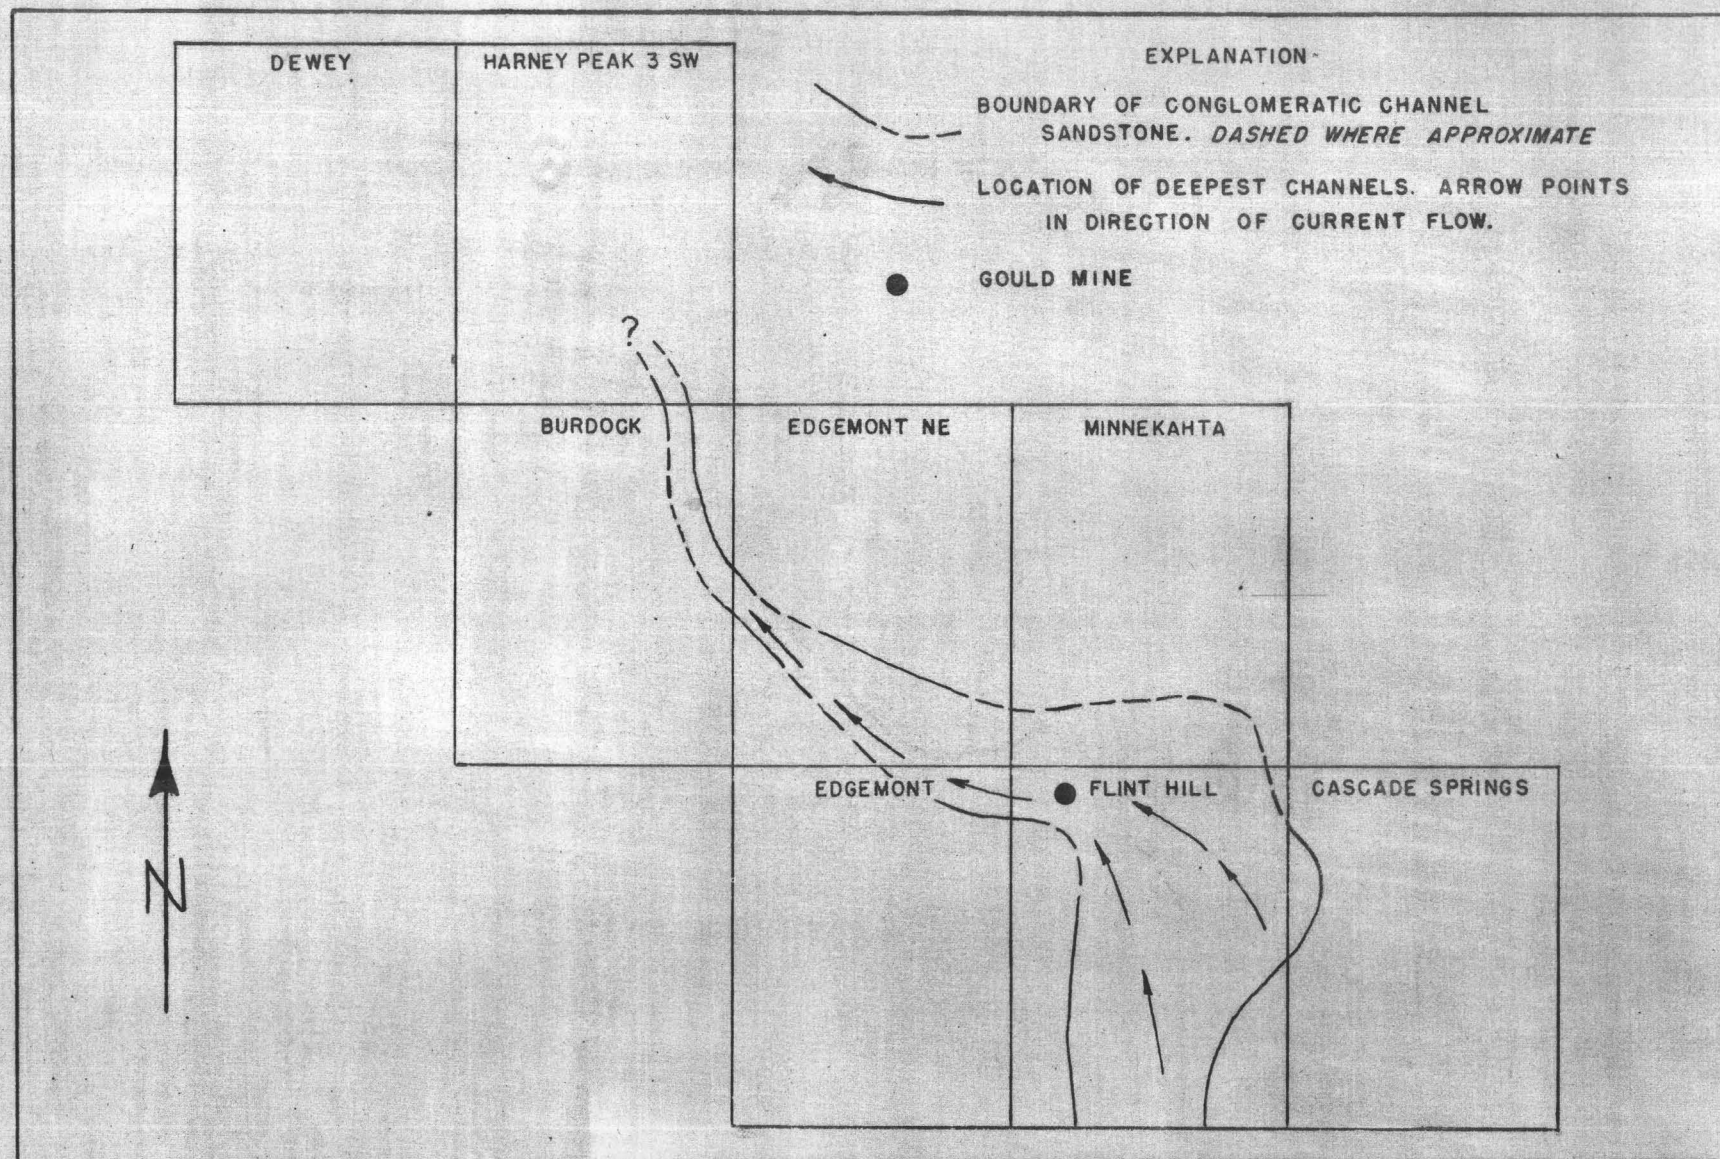 DEWEY
HARNEY PEAK 3 SW
EXPLANATION
BOUNDARY OF CONGLOMERATIC CHANNEL
SANDSTONE. DASHED WHERE APPROXIMATE
LOCATION OF DEEPEST CHANNELS. ARROW POINTS
IN DIRECTION OF CURRENT FLOW.
GOULD MINE
?
BURDOCK
EDGEMONT NE
MINNEKAHTA
EDGEMONT
FLINT HILL
CASCADE SPRINGS
N